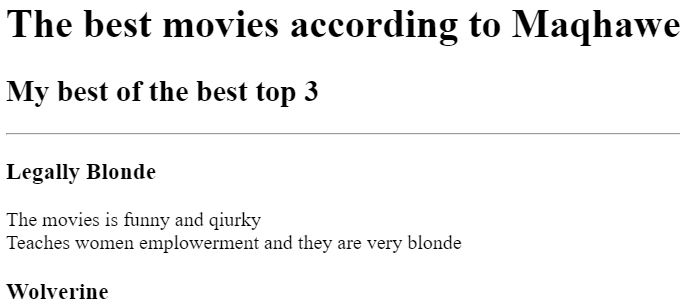 The best movies according to Maqhawe
My best of the best top 3
Legally Blonde
The movies is funny and qiurky
Teaches women emplowerment and they are very blonde
Wolverine